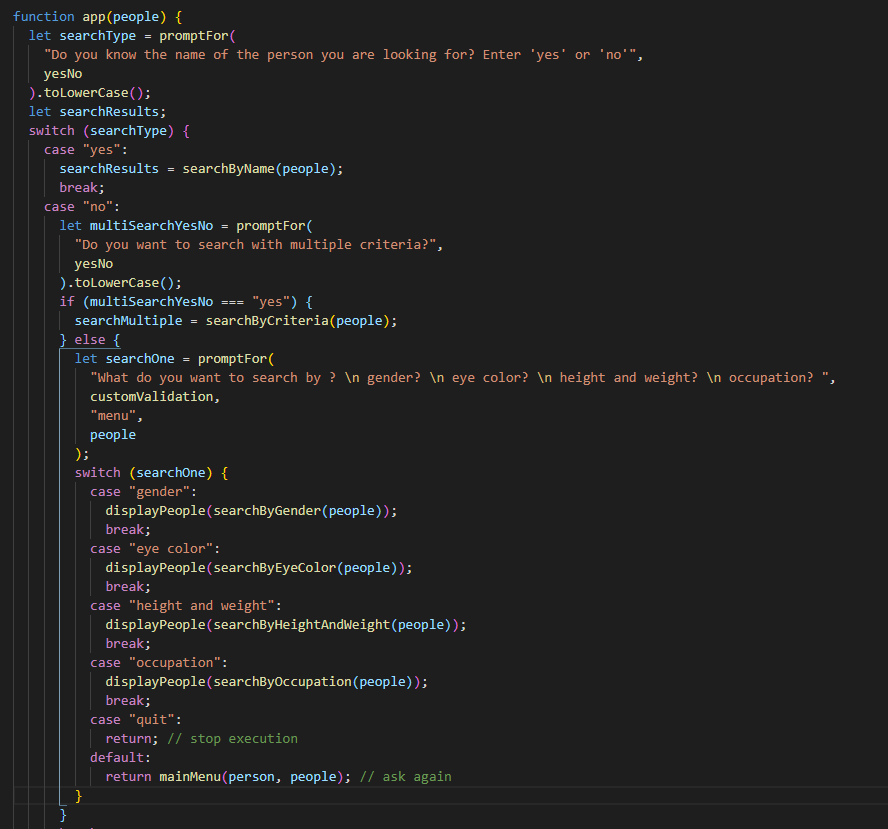 function app(people) {
let searchType = promptFor(
"Do you know the name of the person you are looking for? Enter 'yes' or 'no'",
yesNo
).toLowerCase();
let searchResults;
switch (searchType) {
case "yes":
searchResults = searchByName(people);
break;
case "no":
let multiSearchYesNo = promptFor(
"Do you want to search with multiple criteria?",
yesNo
).toLowerCase();
if (multiSearchYesNo === "yes") {
searchMultiple = searchByCriteria(people);
} else {
let searchOne = promptFor(
"What do you want to search by ? \n gender? \n eye color? \n height and weight? \n occupation? ",
customValidation,
"menu",
people
);
switch (searchOne) {
case "gender":
displayPeople(searchByGender(people));
break;
case "eye color":
displayPeople(searchByEyeColor(people));
break;
case "height and weight":
displayPeople(searchByHeightAndWeight(people));
break;
case "occupation":
displayPeople(searchByOccupation(people));
break;
case "quit":
return; // stop execution
default:
return mainMenu(person, people); // ask again
}
}